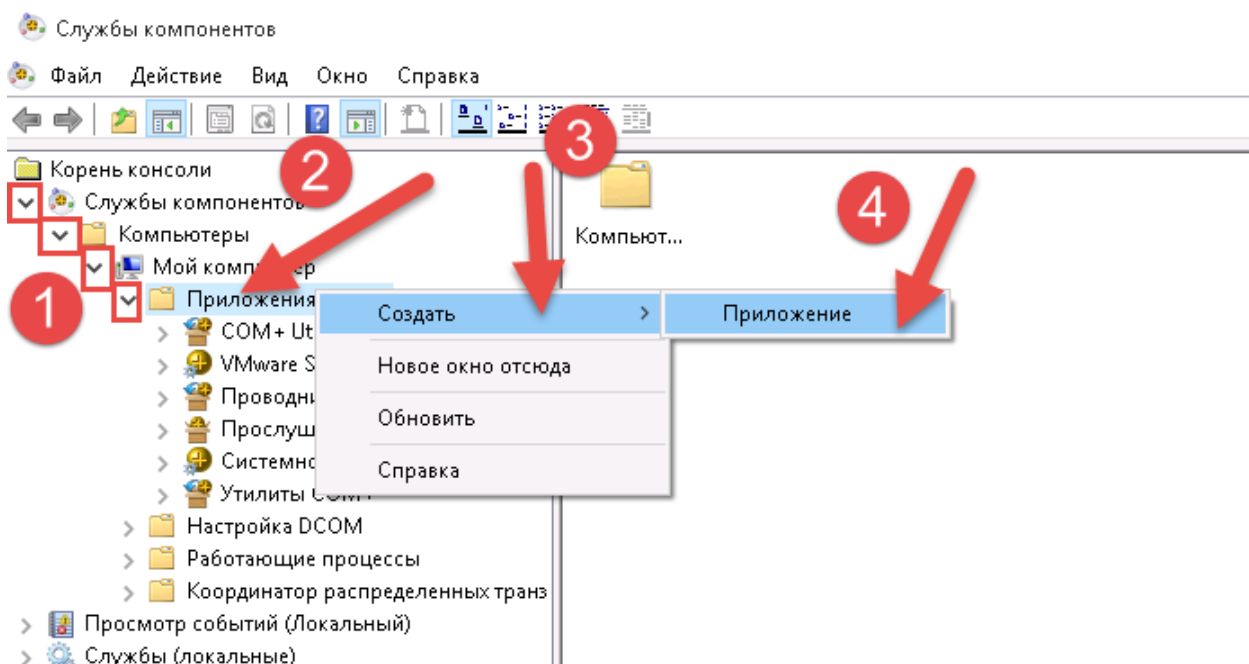 Службы компонентов
Файл Действие Вид Окно Справка
3
2
Корень консоли
Службы компонентов
4
Компьютеры
Компьют...
Мой компьютер
1
Приложения
Создать
Приложение
COM+ Ut
VMware S
Новое окно отсюда
Проводни
Обновить
Прослуш
Системно
Справка
Утилиты COM+
Настройка DCOM
Работающие процессы
Координатор распределенных транз
Просмотр событий (Локальный)
Службы (локальные)